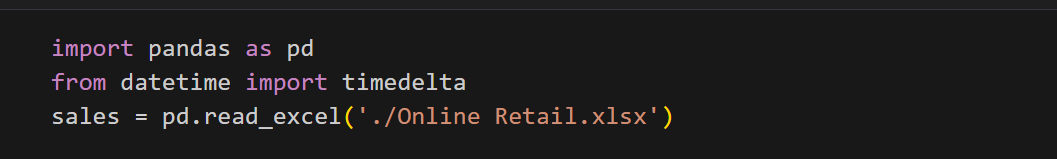 import pandas as pd
from datetime import timedelta
sales = pd.read_excel('./Online Retail.xlsx')